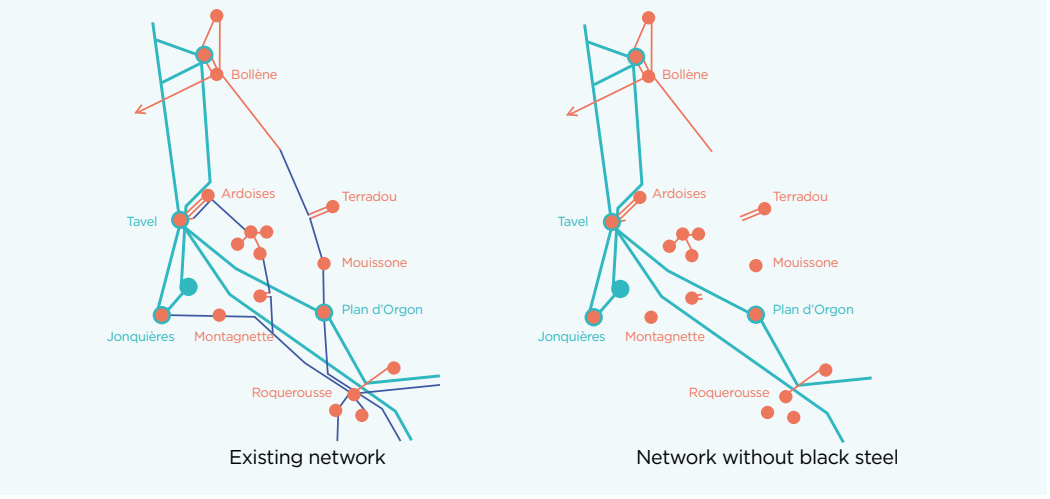 Bollène
Ardoises
Terradou
Tavel
Mouissone
Plan d'Orgon
Jonquières
Montagnette
Roquerousse
Existing network
Bollène
Ardoises
Terradou
Tavel
Mouissone
Plan d'Orgon
Jonquières
Montagnette
Roquerousse
Network without black steel